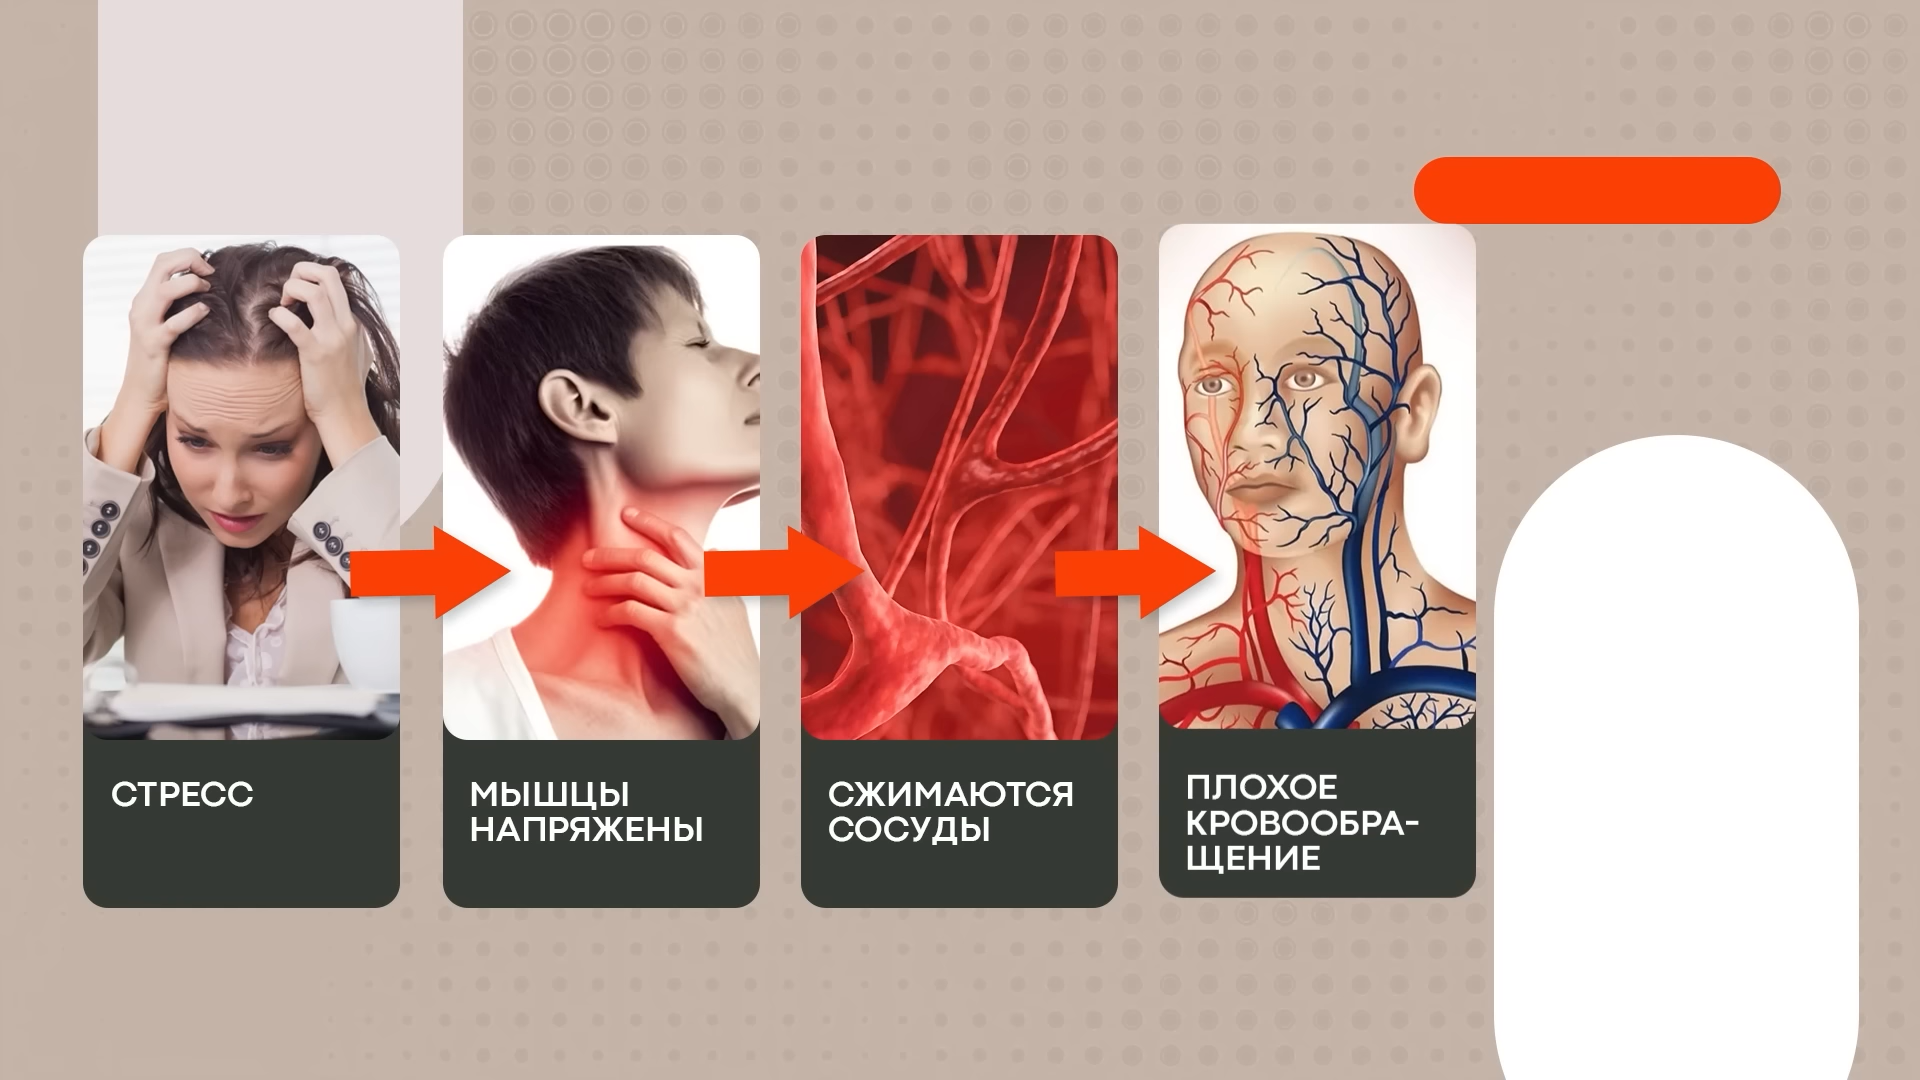 СТРЕСС
МЫШЦЫ
НАПРЯЖЕНЫ
СЖИМАЮТСЯ
СОСУДЫ
ПЛОХОЕ
КРОВООБРА-
ЩЕНИЕ